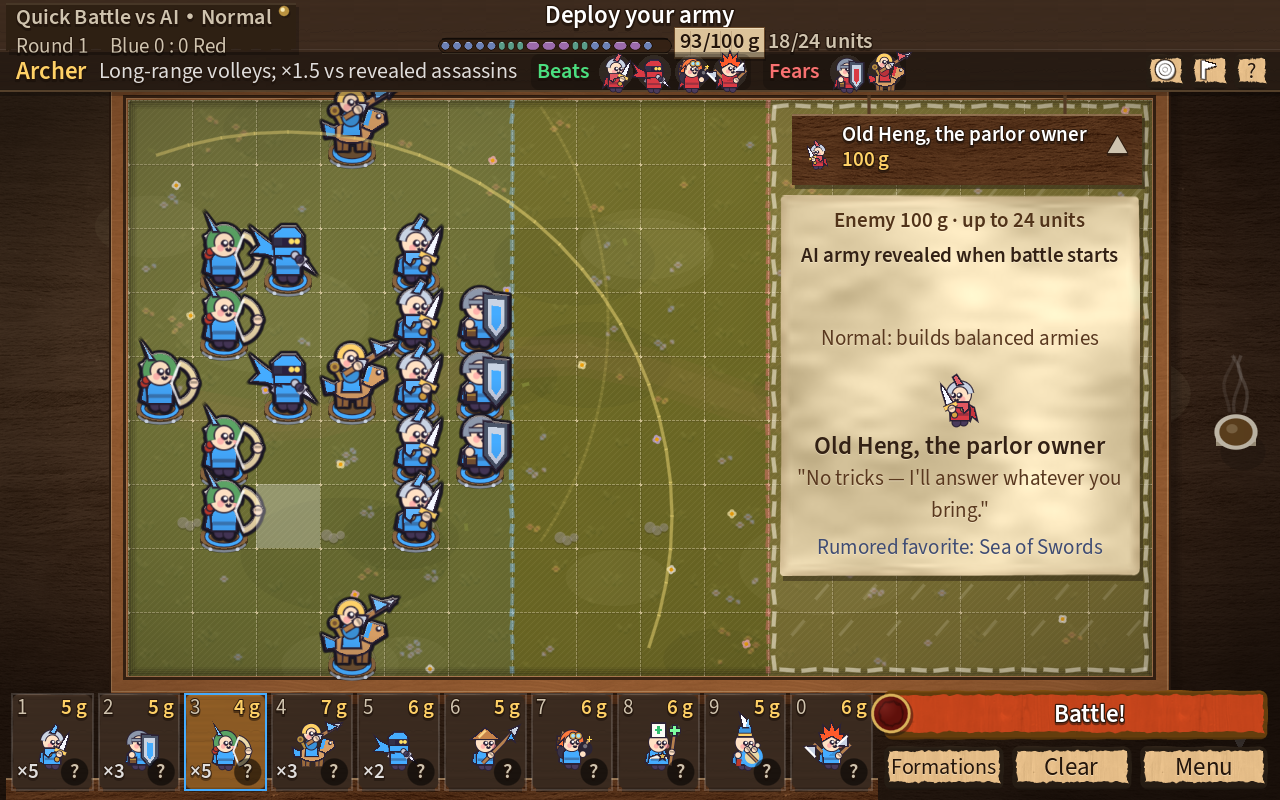 Quick Battle vs AI • Normal
Round 1 Blue 0 : 0 Red
Deploy your army
93/100 g 18/24 units
Archer Long-range volleys; ×1.5 vs revealed assassins Beats Fears
?
Old Heng, the parlor owner
100 g
Enemy 100 g · up to 24 units
AI army revealed when battle starts
Normal: builds balanced armies
Old Heng, the parlor owner
"No tricks — I'll answer whatever you
bring."
Rumored favorite: Sea of Swords
1 5 g 2 5 g 3 4 g 4 7 g 5 6 g 6 5 g 7 6 g 8 6 g 9 5 g 0 6 g
×5 ? ×3 ? ×5 ? ×3 ? ×2 ? ? ? ? ? ?
Battle!
Formations Clear Menu